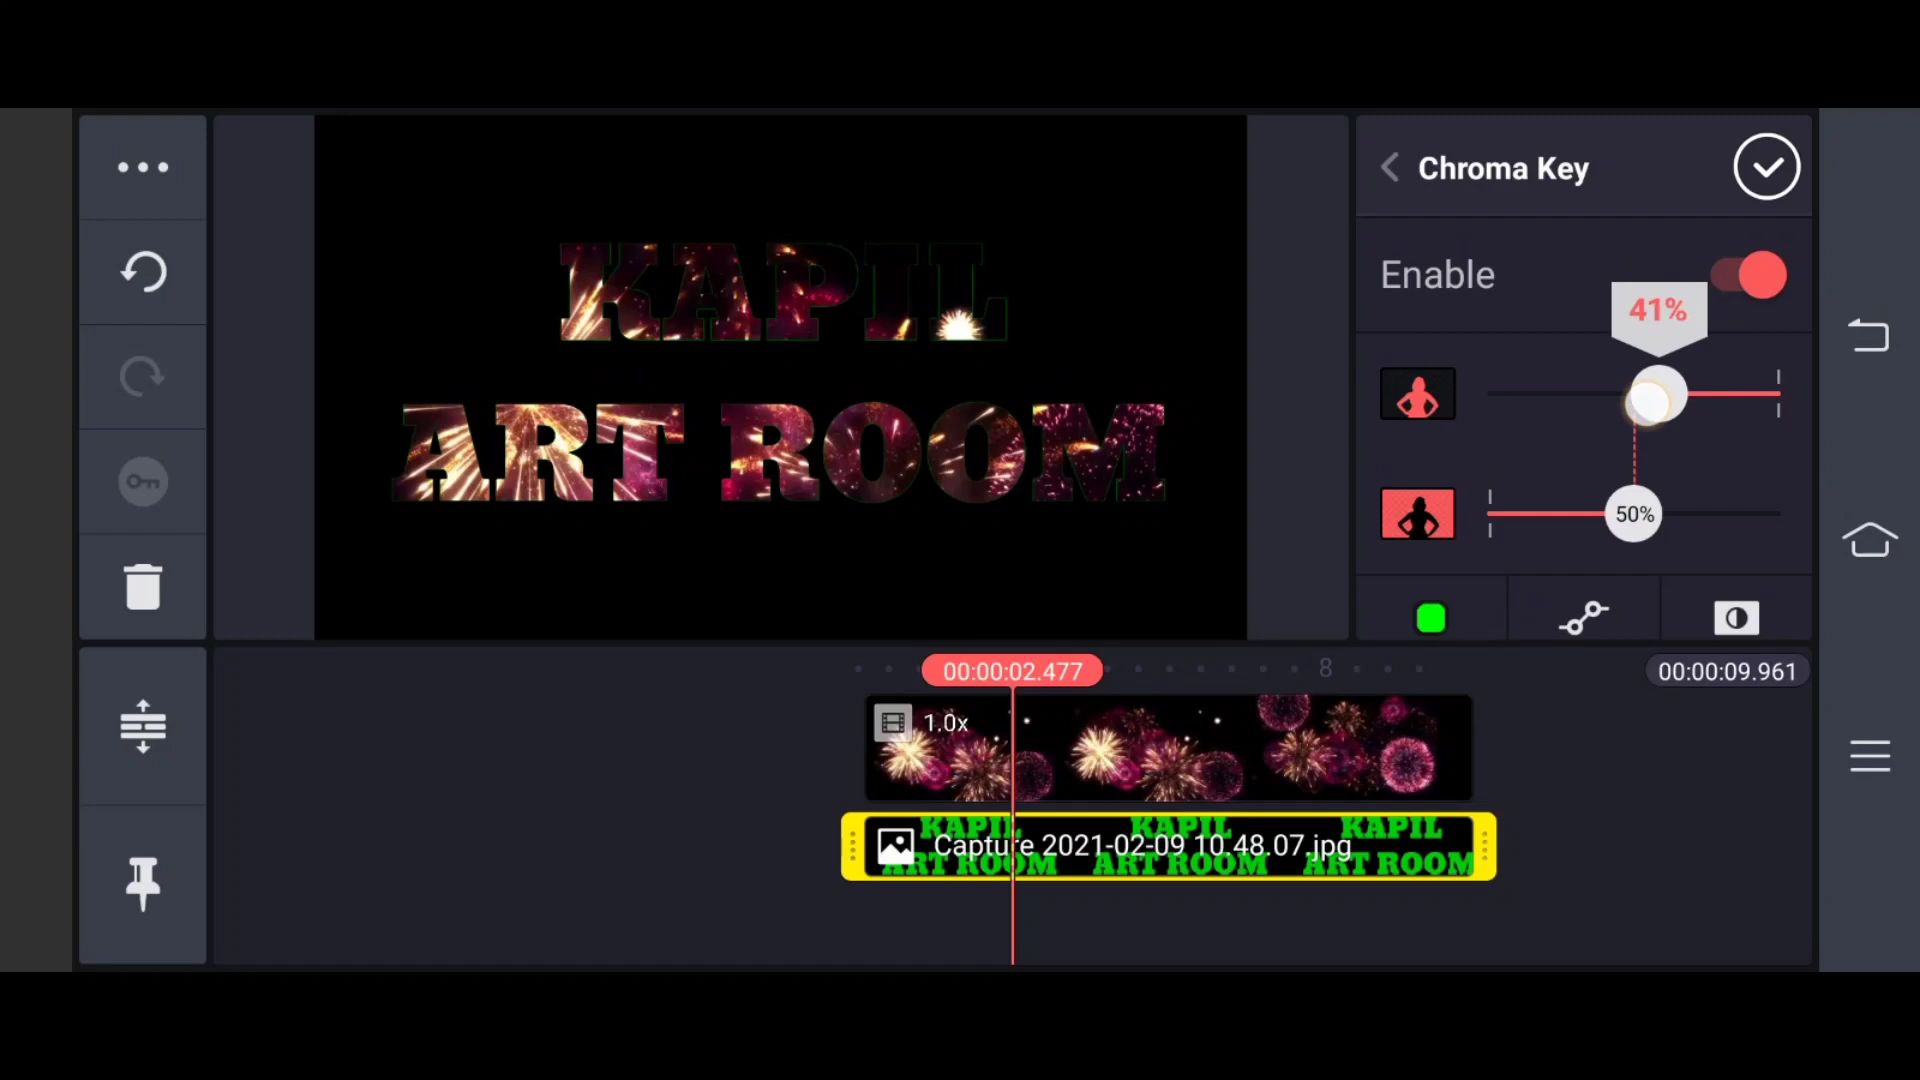 Chroma Key
Enable
41%
50%
KAPIL
ART ROOM
00:00:02.477
8
00:00:09.961
1.0x
KAPIL KAPIL KAPIL
Capture 2021-02-09 10.48.07.jpg
ART ROOM ART ROOM ART ROOM